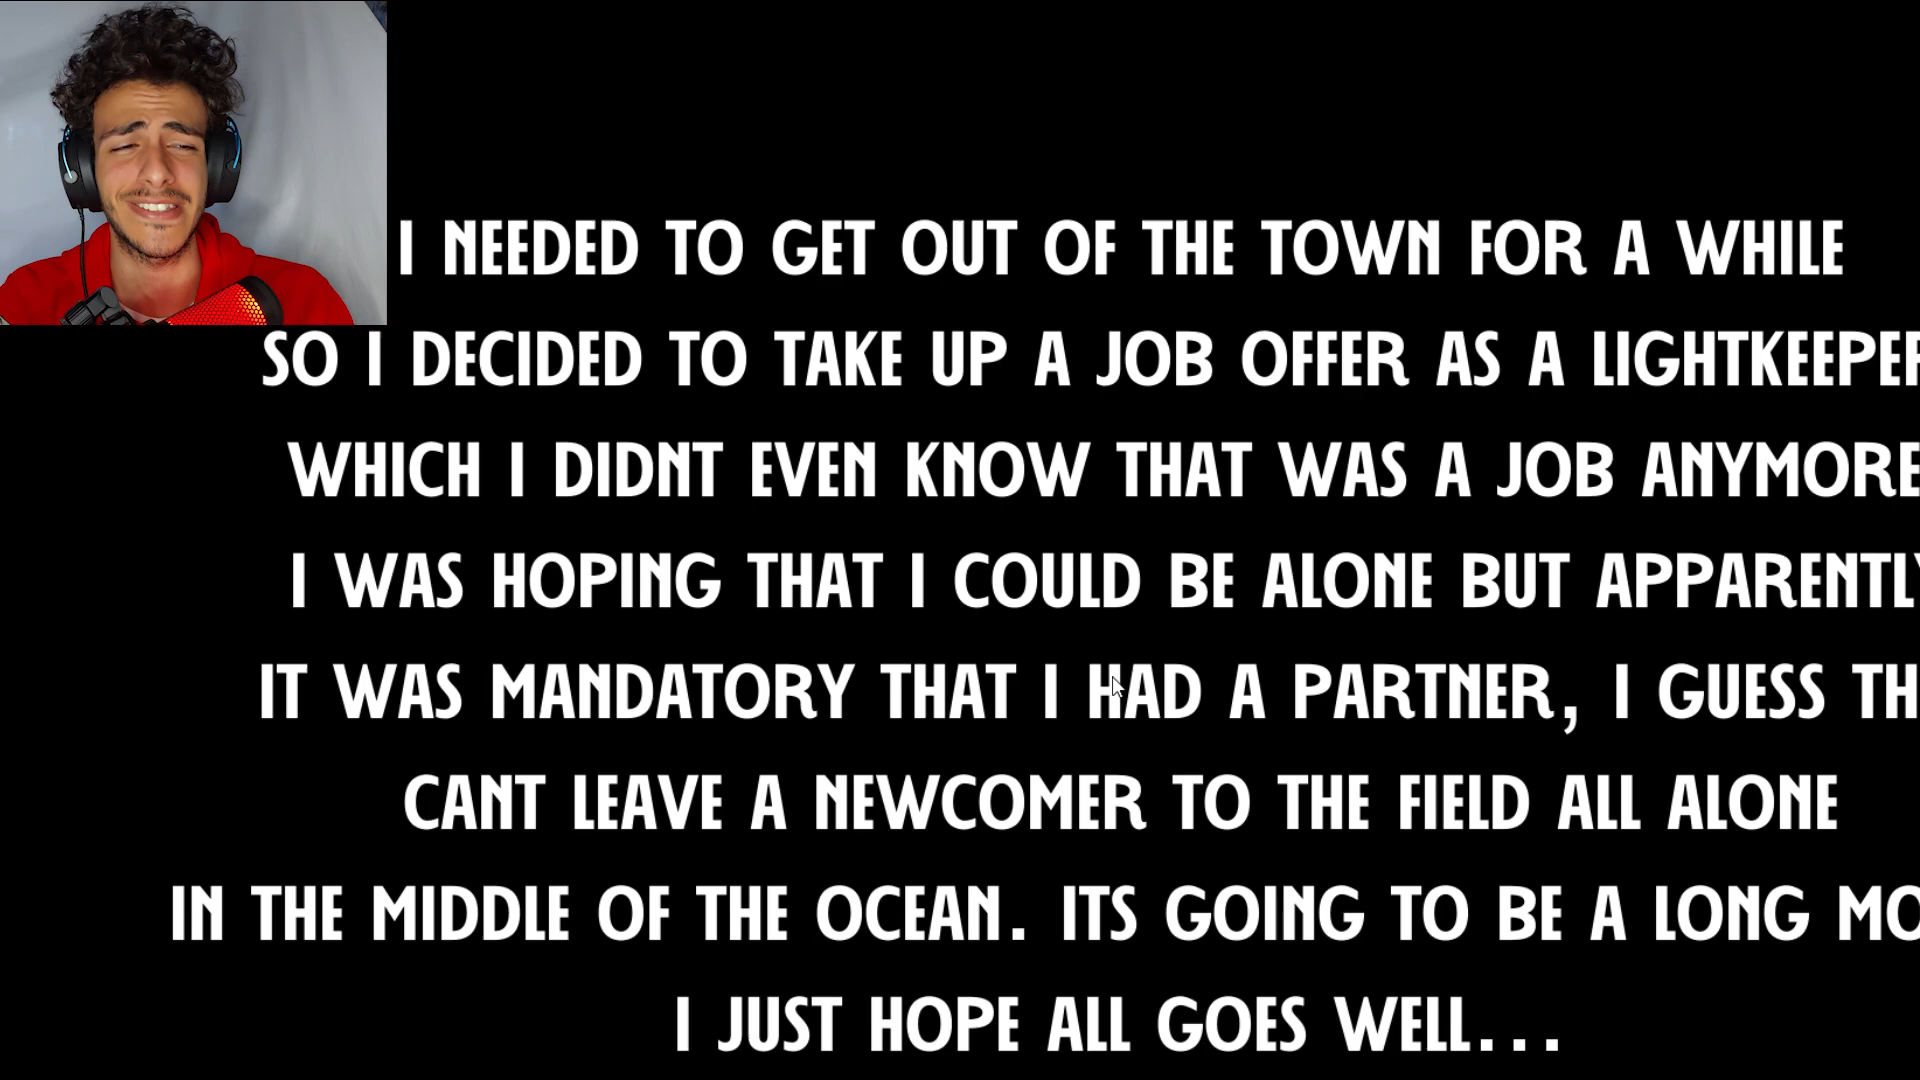 I NEEDED TO GET OUT OF THE TOWN FOR A WHILE
SO I DECIDED TO TAKE UP A JOB OFFER AS A LIGHTKEEPER
WHICH I DIDNT EVEN KNOW THAT WAS A JOB ANYMORE
I WAS HOPING THAT I COULD BE ALONE BUT APPARENTLY
IT WAS MANDATORY THAT I HAD A PARTNER, I GUESS
CANT LEAVE A NEWCOMER TO THE FIELD ALL ALONE
IN THE MIDDLE OF THE OCEAN. ITS GOING TO BE A LONG
I JUST HOPE ALL GOES WELL...